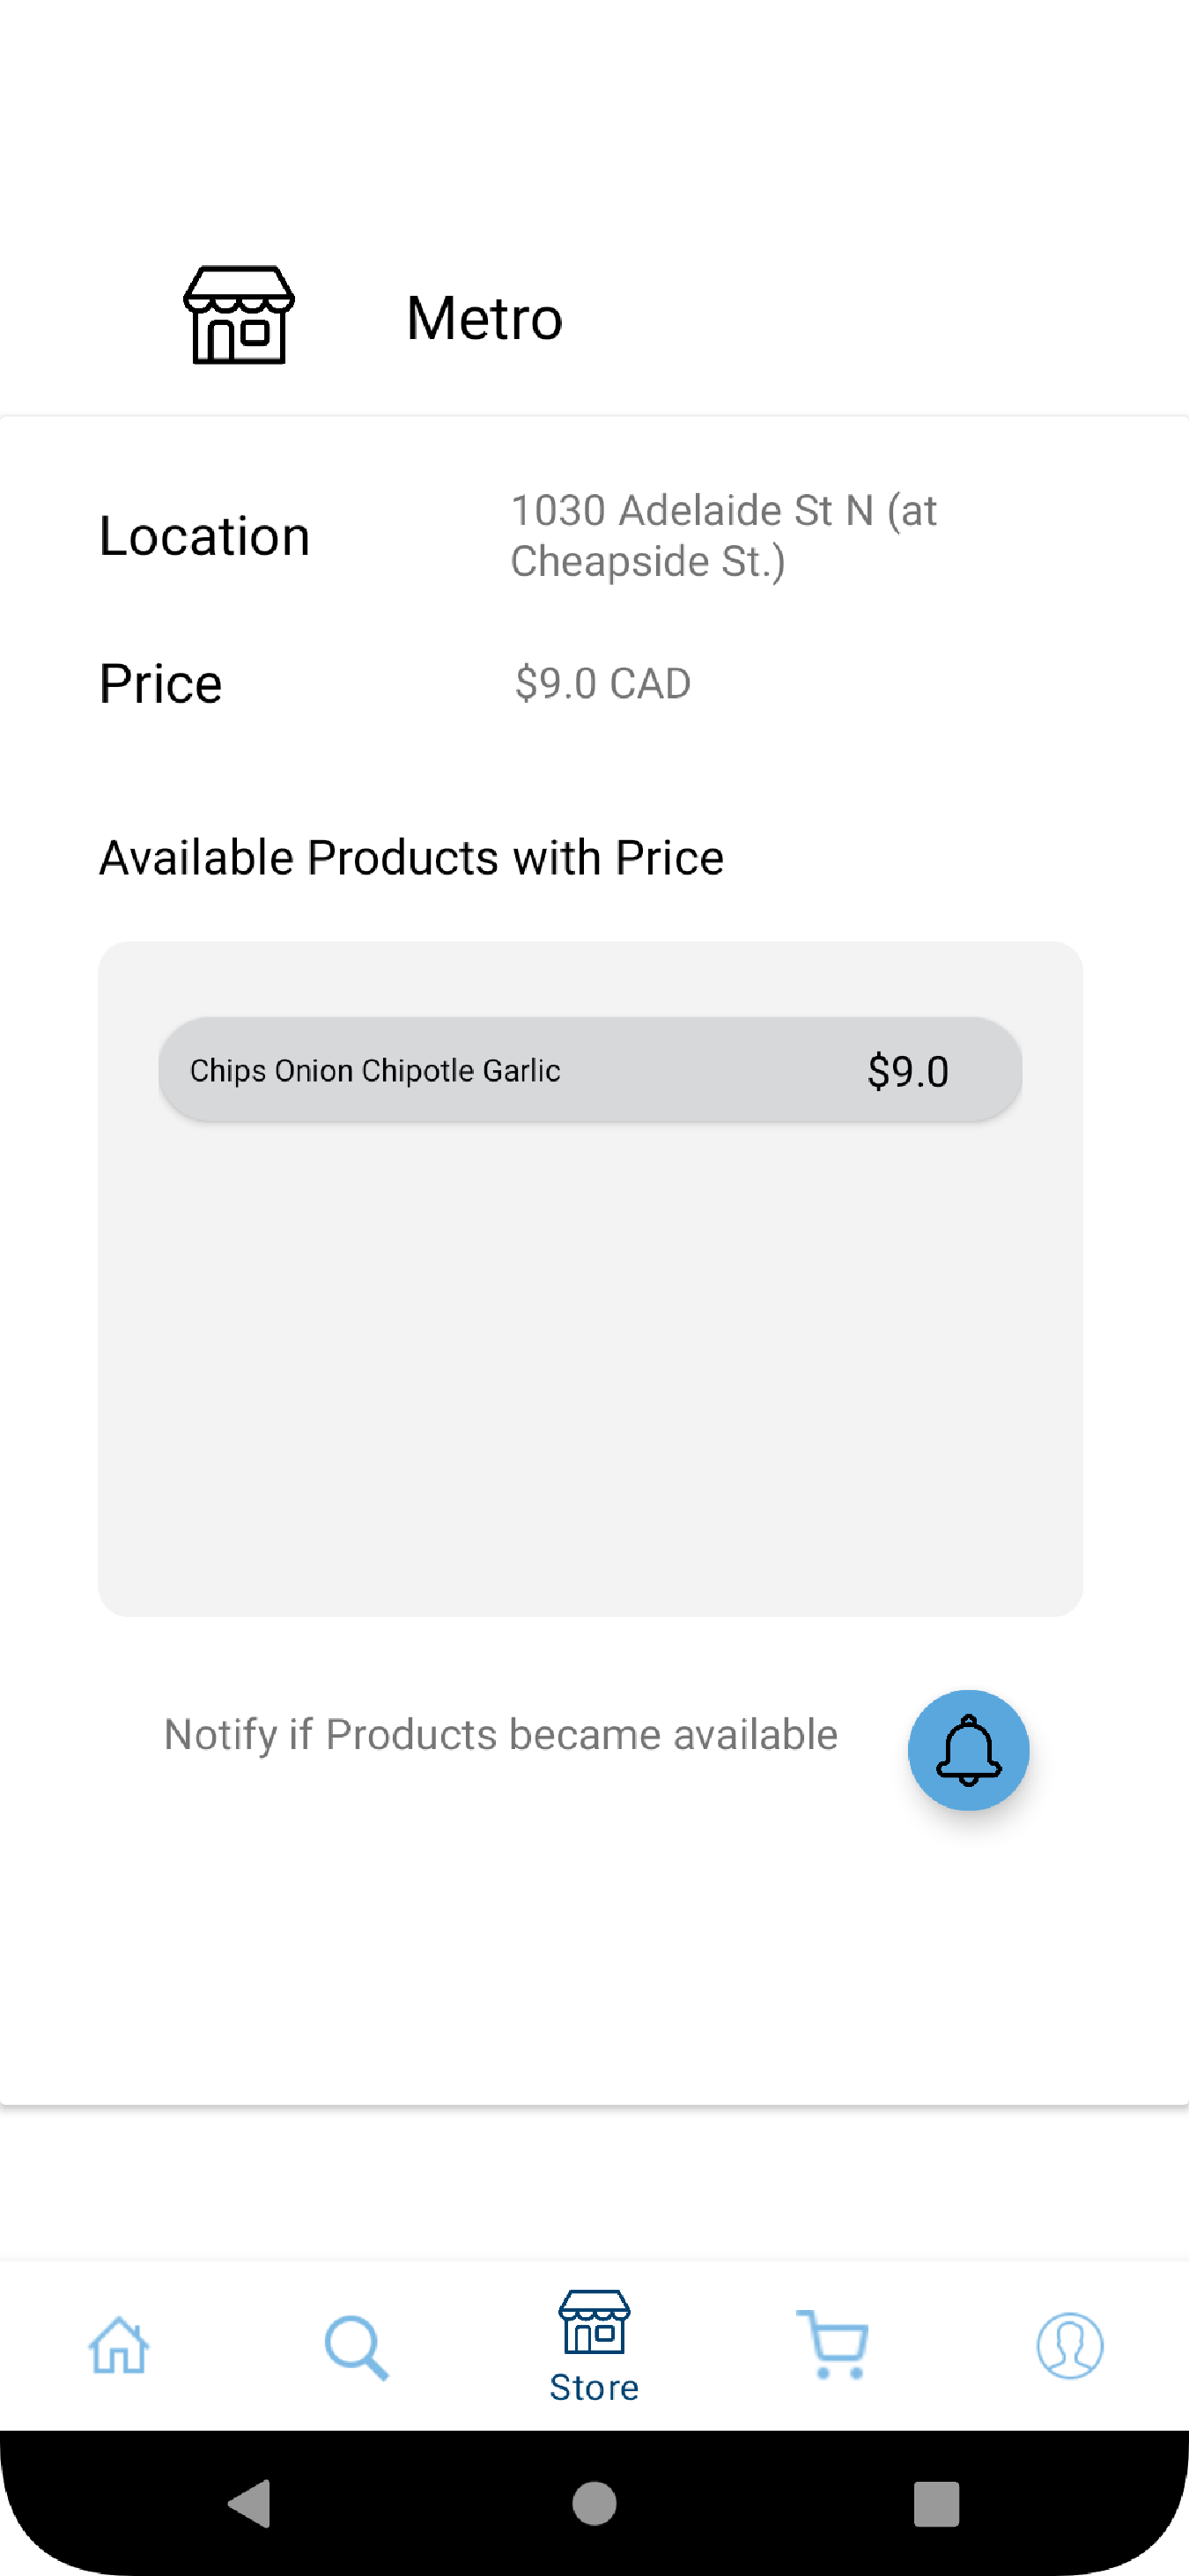 Metro
Location
1030 Adelaide St N (at
Cheapside St.)
Price
$9.0 CAD
Available Products with Price
Chips Onion Chipotle Garlic
$9.0
Notify if Products became available
Store